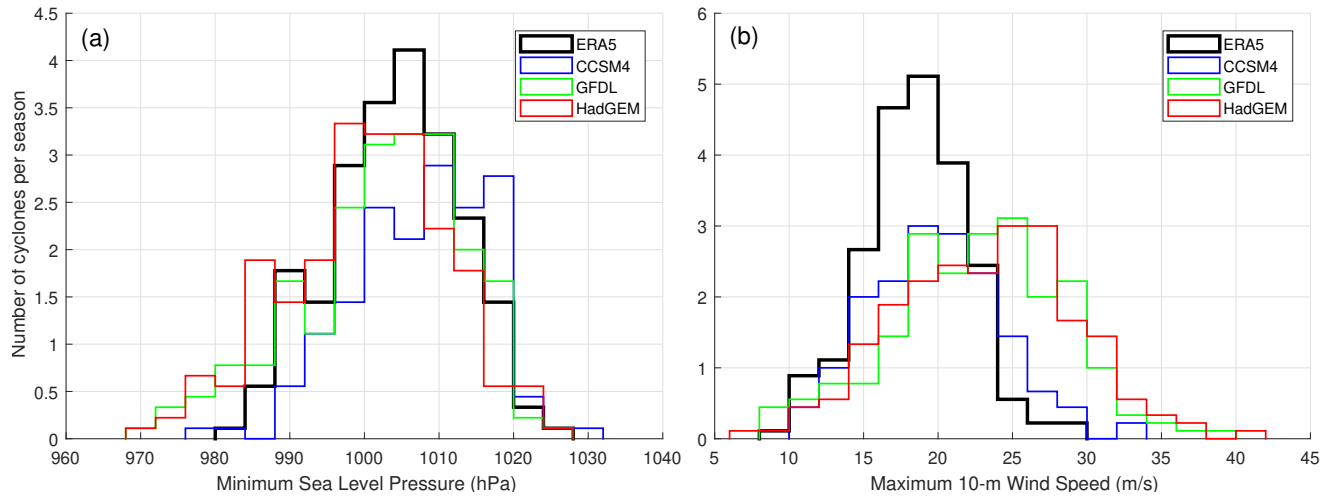 (a)
ERA5
CCSM4
GFDL
HadGEM
Number of cyclones per season
4.5
4
3.5
3
2.5
2
1.5
1
0.5
0
960 970 980 990 1000 1010 1020 1030 1040
Minimum Sea Level Pressure (hPa)
(b)
ERA5
CCSM4
GFDL
HadGEM
6
5
4
3
2
1
0
5 10 15 20 25 30 35 40 45
Maximum 10-m Wind Speed (m/s)